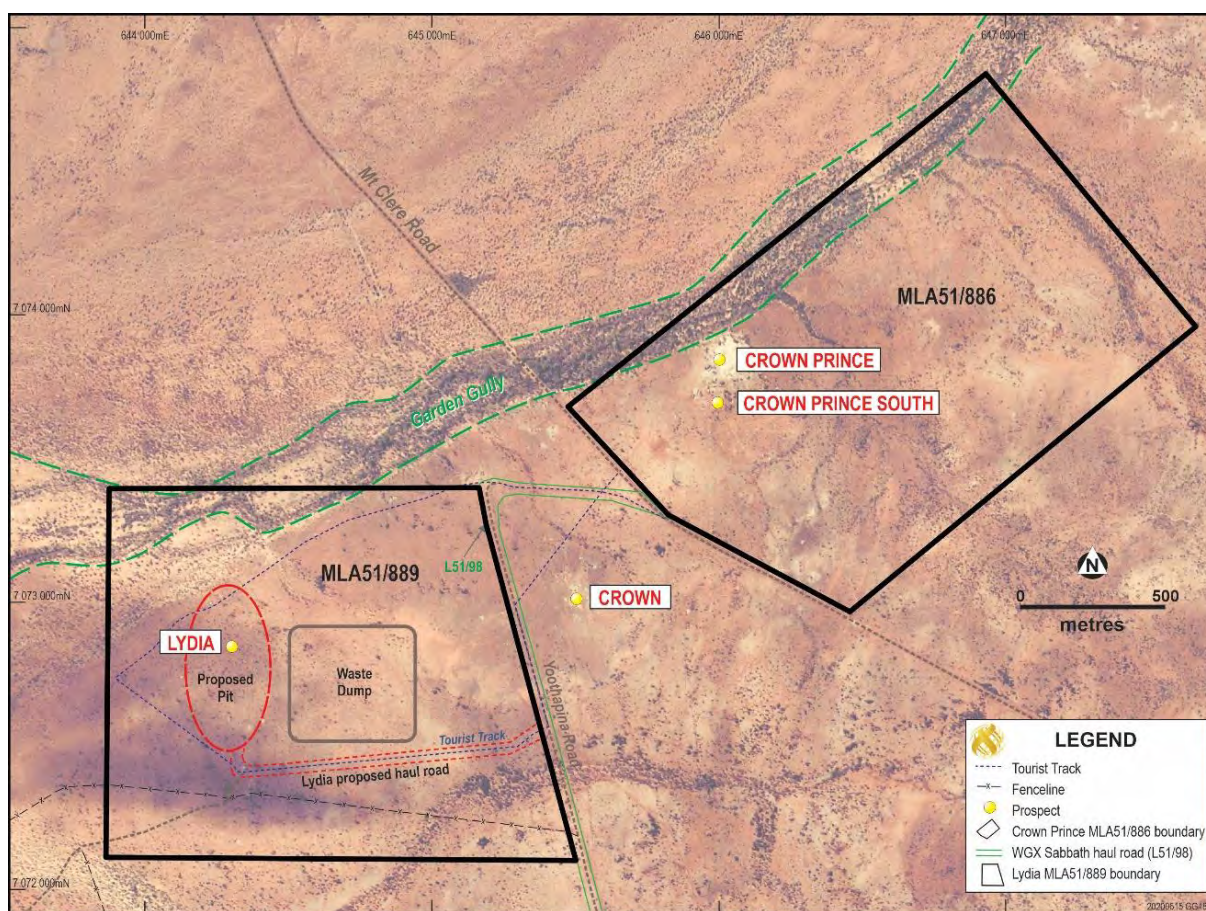 644 000mE
645 000mE
646 000mE
647 000mE
Mt Clere Road
7 074 000mN
MLA51/886
CROWN PRINCE
CROWN PRINCE SOUTH
Garden Gully
L51/98
MLA51/889
N
0 500
metres
7 073 000mN
CROWN
LYDIA
Proposed
Pit
Waste
Dump
Yoothapina Road
Tourist Track
Lydia proposed haul road
7 072 000mN
LEGEND
Tourist Track
Fenceline
Prospect
Crown Prince MLA51/886 boundary
WGX Sabbath haul road (L51/98)
Lydia MLA51/889 boundary